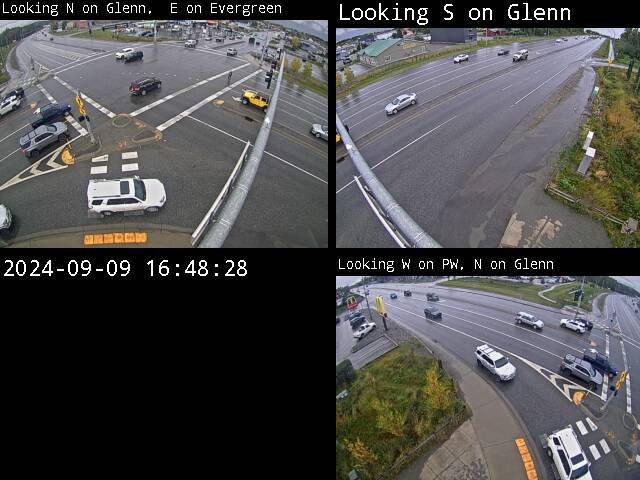 Looking N on Glenn, E on Evergreen
Looking S on Glenn
2024-09-09 16:48:28
Looking W on PW, N on Glenn